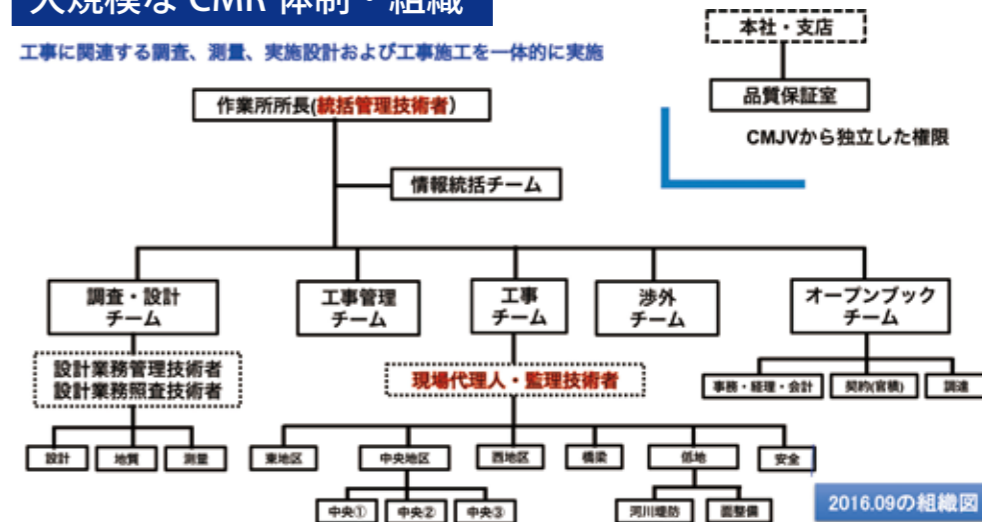 大規模な CMR 体制・組織
工事に関連する調査、測量、実施設計および工事施工を一体的に実施
本社・支店
品質保証室
CMJVから独立した権限
作業所所長(統括管理技術者）
情報統括チーム
調査・設計
チーム
工事管理
チーム
工事
チーム
渉外
チーム
オープンブック
チーム
設計業務管理技術者
設計業務照査技術者
現場代理人・監理技術者
事務・経理・会計
契約(官積)
調達
設計
地質
測量
東地区
中央地区
西地区
橋梁
低地
安全
中央①
中央②
中央③
河川堤防
面整備
2016.09の組織図